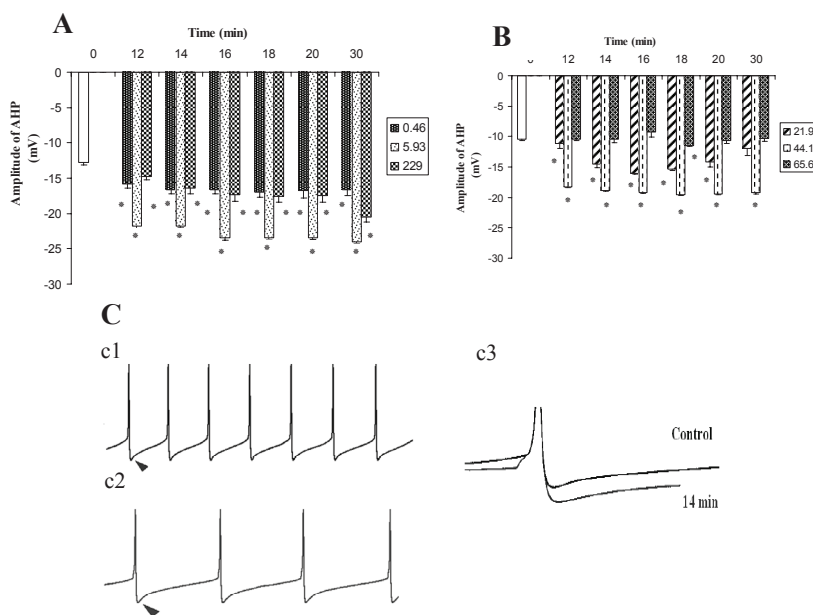 A
Time (min)
0 12 14 16 18 20 30
0
-5
-10
-15
-20
-25
-30
Amplitude of AHP
(mV)
0.46
5.93
229
B
Time (min)
12 14 16 18 20 30
0
-5
-10
-15
-20
-25
-30
Amplitude of AHP
(mV)
21.9
44.1
65.6
C
c1
c2
c3
Control
14 min